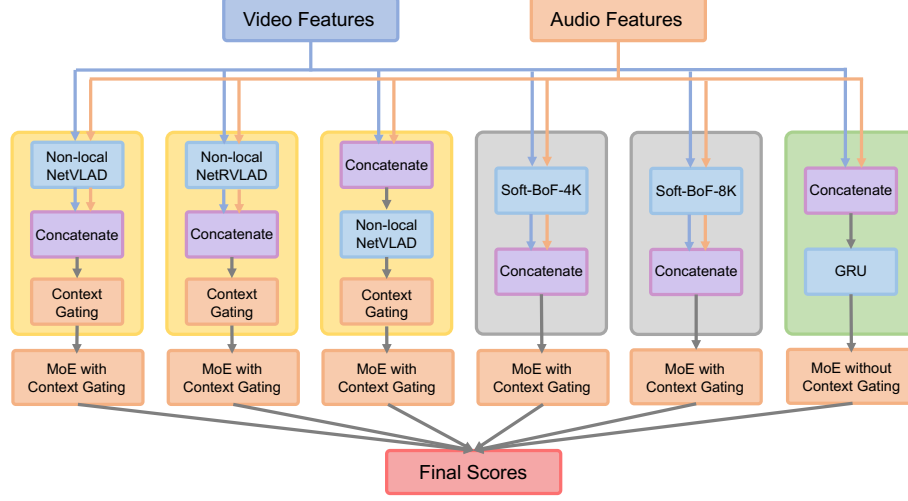 Video Features
Audio Features
Non-local
NetVLAD
Concatenate
Context
Gating
MoE with
Context Gating
Non-local
NetRVLAD
Concatenate
Context
Gating
MoE with
Context Gating
Concatenate
Non-local
NetVLAD
Context
Gating
MoE with
Context Gating
Soft-BoF-4K
Concatenate
MoE with
Context Gating
Soft-BoF-8K
Concatenate
MoE with
Context Gating
Concatenate
GRU
MoE without
Context Gating
Final Scores